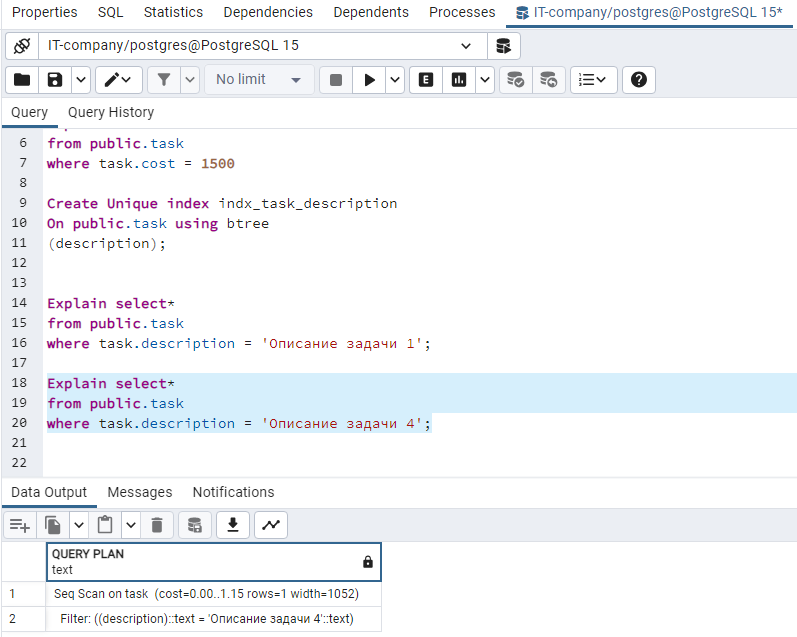 Properties SQL Statistics Dependencies Dependents Processes IT-company/postgres@PostgreSQL 15*
IT-company/postgres@PostgreSQL 15
No limit E
Query Query History
6 from public.task
7 where task.cost = 1500
8
9 Create Unique index indx_task_description
10 On public.task using btree
11 (description);
12
13
14 Explain select*
15 from public.task
16 where task.description = 'Описание задачи 1';
17
18 Explain select*
19 from public.task
20 where task.description = 'Описание задачи 4';
21
22
Data Output Messages Notifications
QUERY PLAN
text
1 Seq Scan on task (cost=0.00..1.15 rows=1 width=1052)
2 Filter: ((description)::text = 'Описание задачи 4'::text)